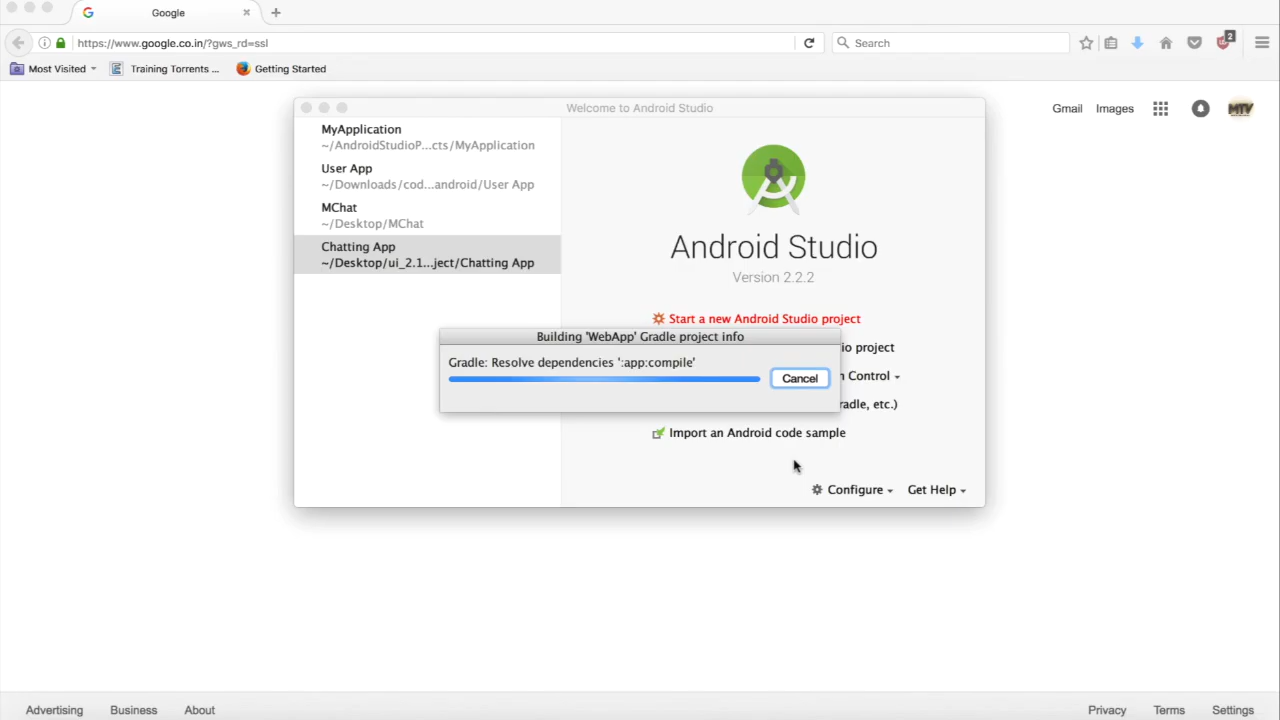 Google
https://www.google.co.in/?gws_rd=ssl
Search
2
Most Visited
Training Torrents ...
Getting Started
Welcome to Android Studio
Gmail
Images
MTV
MyApplication
~/AndroidStudioP...cts/MyApplication
User App
~/Downloads/cod...android/User App
MChat
~/Desktop/MChat
Chatting App
~/Desktop/ui_2.1...ject/Chatting App
Android Studio
Version 2.2.2
Start a new Android Studio project
io project
n Control
radle, etc.)
Import an Android code sample
Building 'WebApp' Gradle project info
Gradle: Resolve dependencies ':app:compile'
Cancel
Configure
Get Help
Advertising
Business
About
Privacy
Terms
Settings